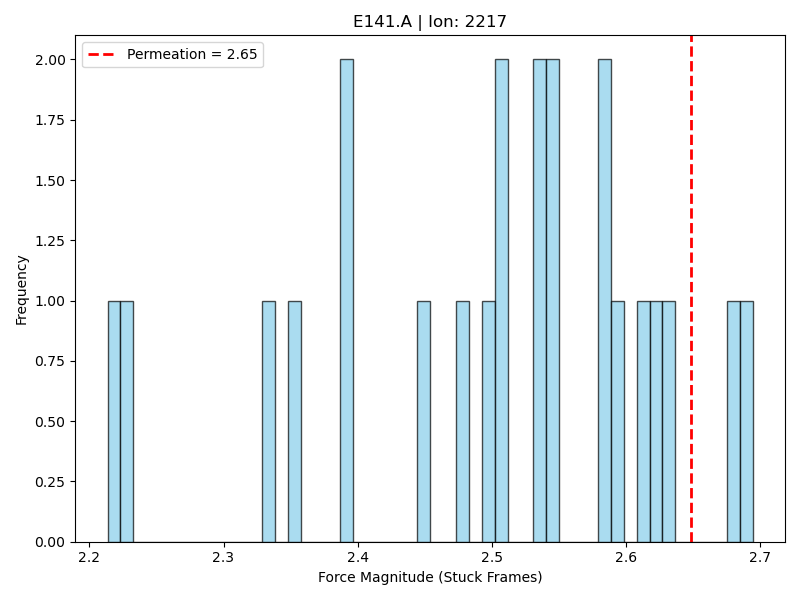 E141.A | Ion: 2217
Permeation = 2.65
2.00
1.75
1.50
1.25
1.00
0.75
0.50
0.25
0.00
Frequency
2.2 2.3 2.4 2.5 2.6 2.7
Force Magnitude (Stuck Frames)